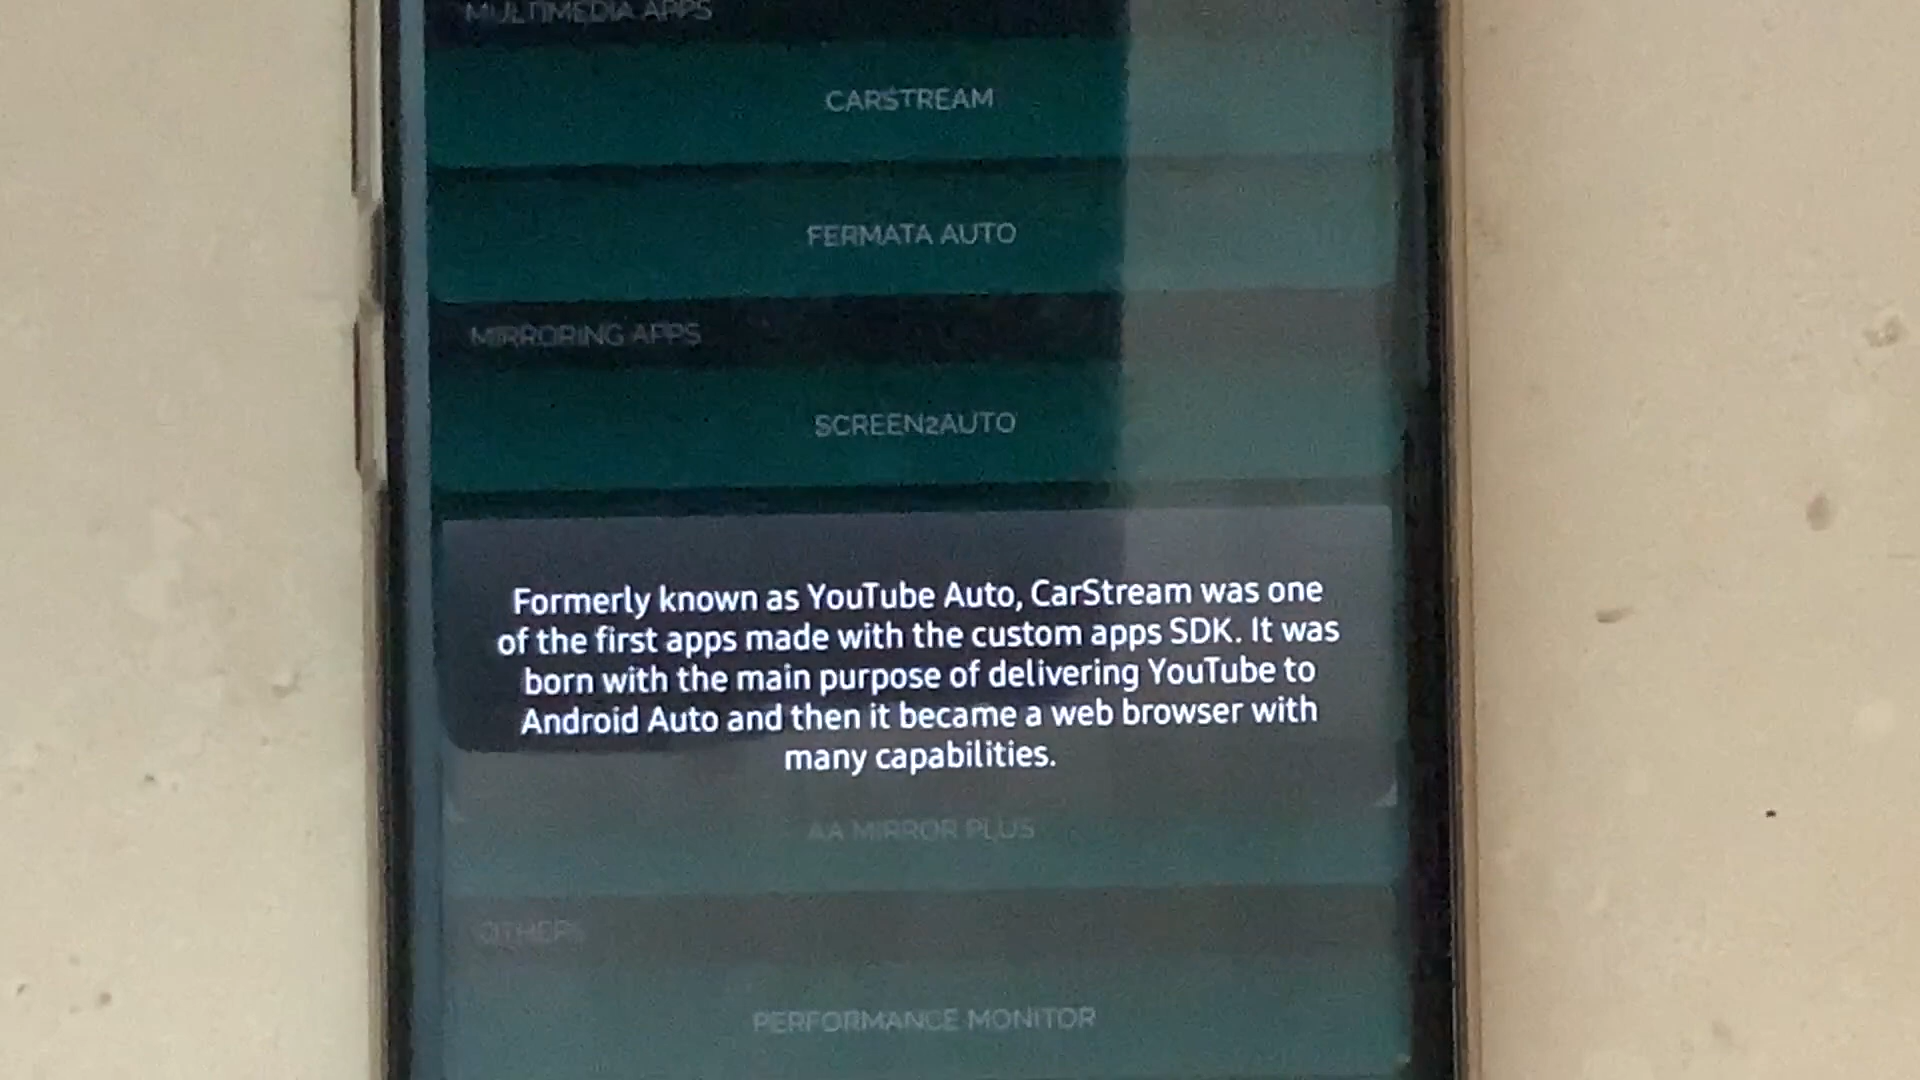 MULTIMEDIA APPS
CARSTREAM
FERMATA AUTO
MIRRORING APPS
SCREEN2AUTO
Formerly known as YouTube Auto, CarStream was one
of the first apps made with the custom apps SDK. It was
born with the main purpose of delivering YouTube to
Android Auto and then it became a web browser with
many capabilities.
AA MIRROR PLUS
OTHERS
PERFORMANCE MONITOR